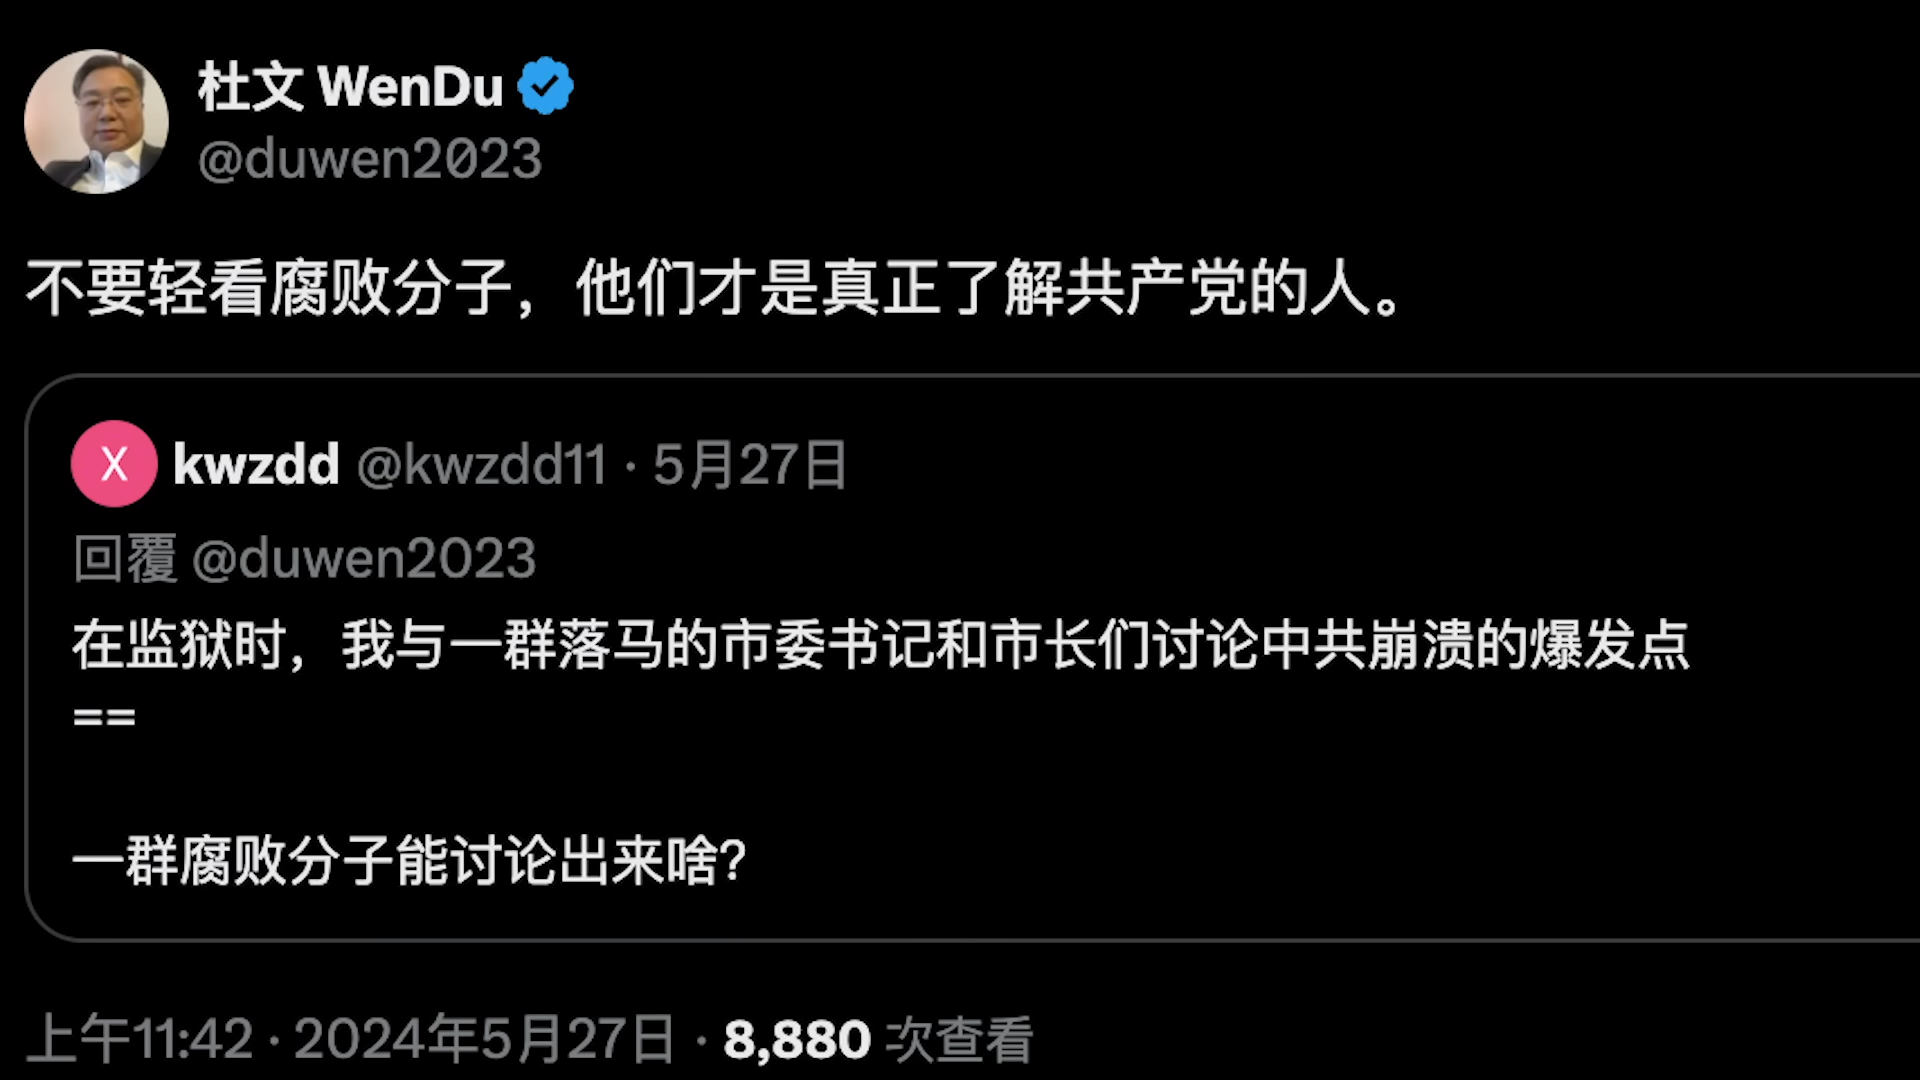 杜文 WenDu
@duwen2023
不要轻看腐败分子，他们才是真正了解共产党的人。
X kwzdd @kwzdd11 · 5月27日
回覆 @duwen2023
在监狱时，我与一群落马的市委书记和市长们讨论中共崩溃的爆发点
==
一群腐败分子能讨论出来啥？
上午11:42 · 2024年5月27日 · 8,880 次查看